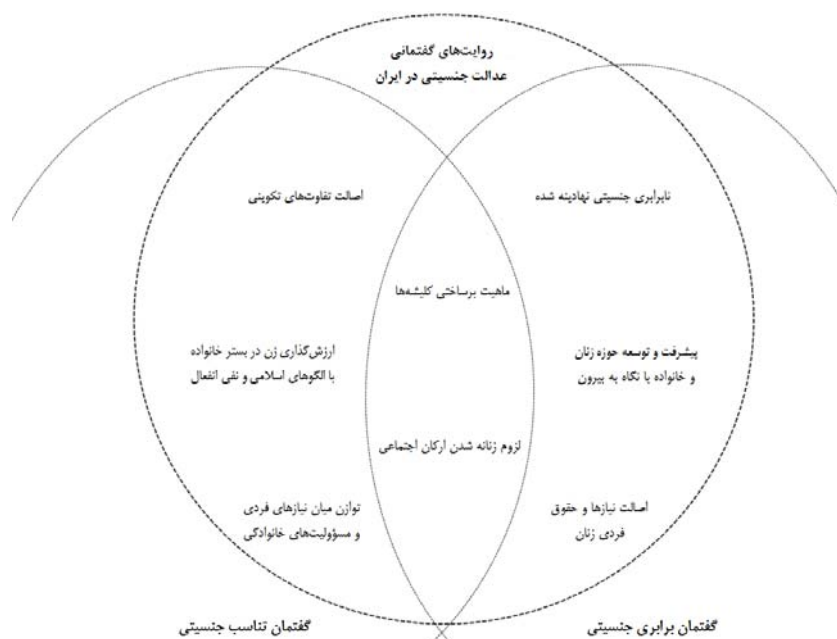 روایت‌های گفتمانی
عدالت جنسیتی در ایران
نابرابری جنسیتی نهادینه شده
اصالت تفاوت‌های تکوینی
ماهیت برساختی کلیشه‌ها
پیشرفت و توسعه حوزه زنان
و خانواده با نگاه به بیرون
ارزش‌گذاری زن در بستر خانواده
با الگوهای اسلامی و نفی انفعال
لزوم زنانه شدن ارکان اجتماعی
اصالت نیازها و حقوق
فردی زنان
توازن میان نیازهای فردی
و مسؤولیت‌های خانوادگی
گفتمان برابری جنسیتی
گفتمان تناسب جنسیتی